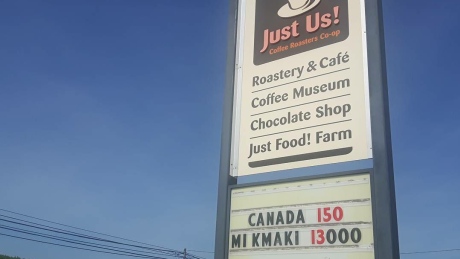 Just Us!
Coffee Roasters Co-op
Roastery & Café
Coffee Museum
Chocolate Shop
Just Food! Farm
CANADA 150
MI KMAKI 13000